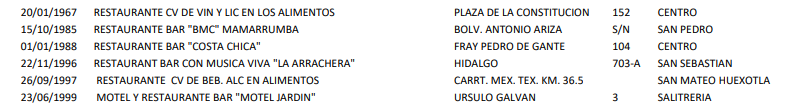 20/01/1967 RESTAURANTE CV DE VIN Y LIC EN LOS ALIMENTOS PLAZA DE LA CONSTITUCION 152 CENTRO
15/10/1985 RESTAURANTE BAR "BMC" MAMARRUMBA BOLV. ANTONIO ARIZA S/N SAN PEDRO
01/01/1988 RESTAURANTE BAR "COSTA CHICA" FRAY PEDRO DE GANTE 104 CENTRO
22/11/1996 RESTAURANT BAR CON MUSICA VIVA "LA ARRACHERA" HIDALGO 703-A SAN SEBASTIAN
26/09/1997 RESTAURANTE CV DE BEB. ALC EN ALIMENTOS CARRT. MEX. TEX. KM. 36.5 SAN MATEO HUEXOTLA
23/06/1999 MOTEL Y RESTAURANTE BAR "MOTEL JARDIN" URSULO GALVAN 3 SALITRERIA